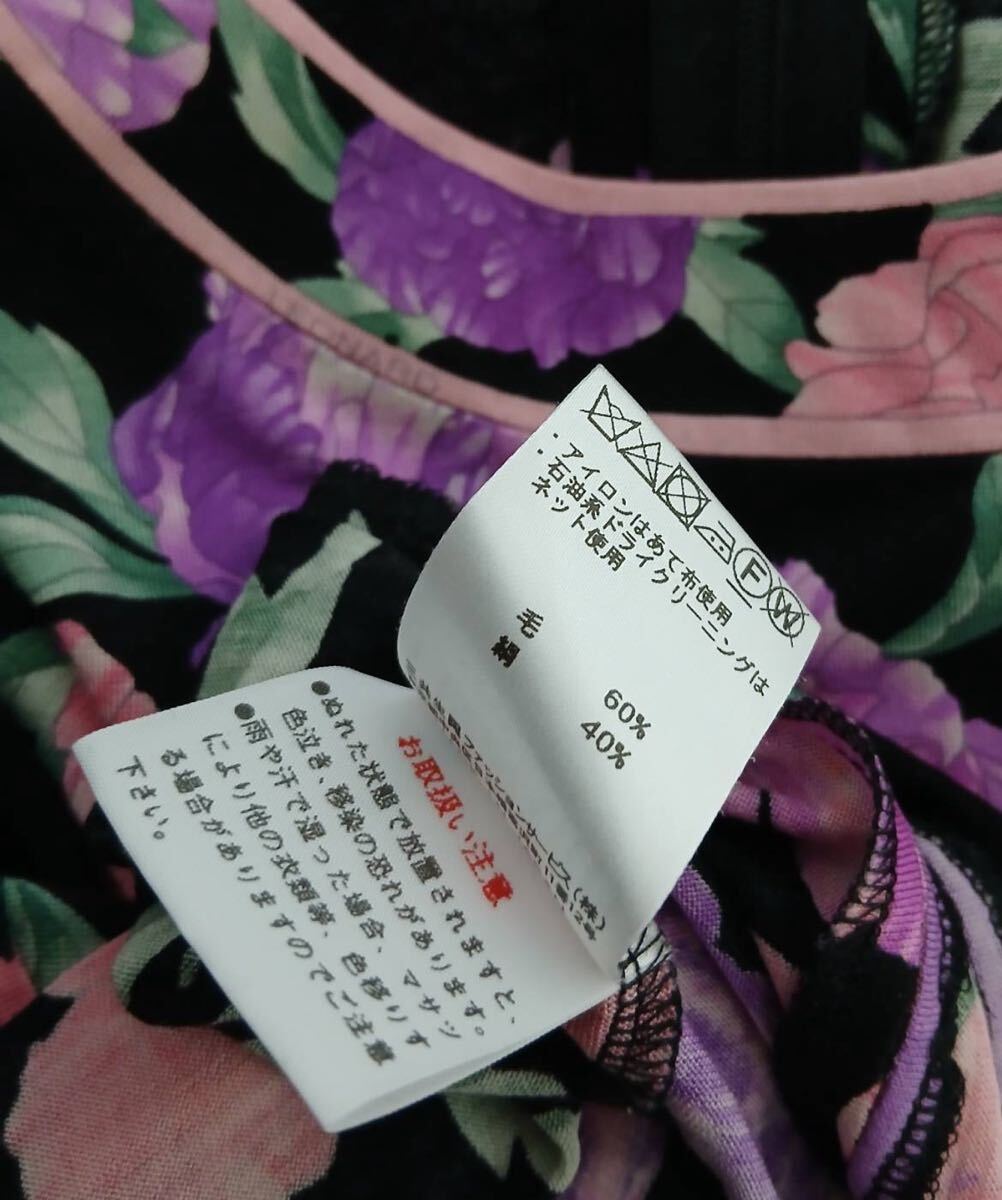 LEONARD
F W
・アイロンはあて布使用
・石油系ドライクリーニングは
ネット使用
毛 60%
絹 40%
お取扱い注意
●ぬれた状態で放置されますと、
色泣き、移染の恐れがあります。
●雨や汗で湿った場合、マサツ
により他の衣類等、色移りす
る場合がありますのでご注意
下さい。